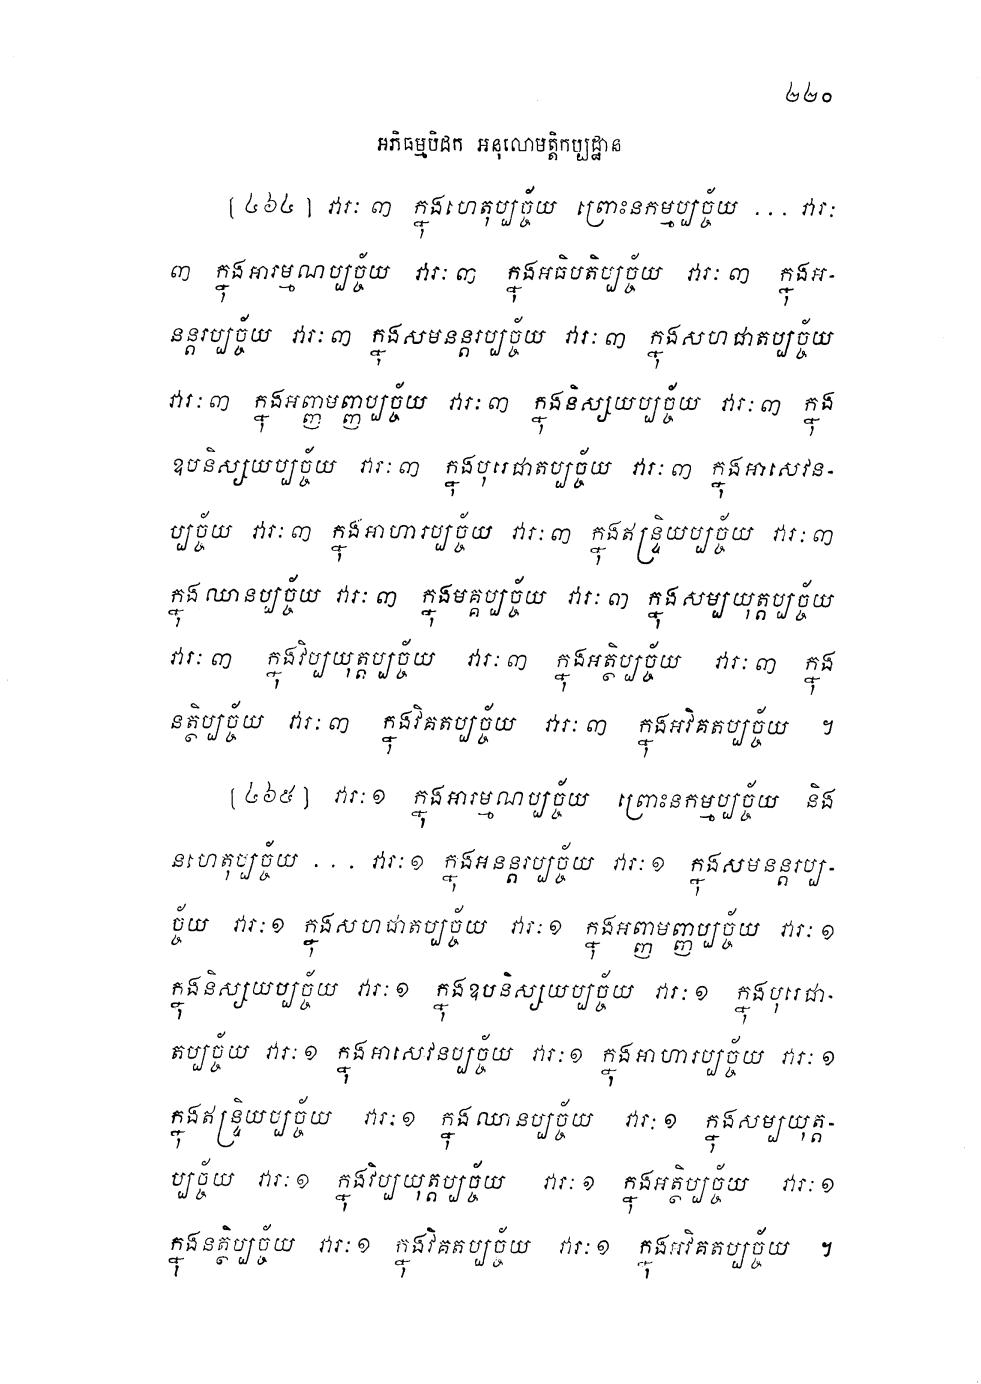 ២២០
អភិធម្មបិដក អនុលោមត្តិកប្បដ្ឋាន
[៤៦៤] វារៈ ៣ ក្នុងហេតុប្បច្ច័យ ព្រោះនកម្មប្បច្ច័យ ... វារៈ
៣ ក្នុងអារម្មណប្បច្ច័យ វារៈ ៣ ក្នុងអធិបតិប្បច្ច័យ វារៈ ៣ ក្នុងអ-
នន្តរប្បច្ច័យ វារៈ ៣ ក្នុងសមនន្តរប្បច្ច័យ វារៈ ៣ ក្នុងសហជាតប្បច្ច័យ
វារៈ ៣ ក្នុងអញ្ញមញ្ញប្បច្ច័យ វារៈ ៣ ក្នុងនិស្សយប្បច្ច័យ វារៈ ៣ ក្នុង
ឧបនិស្សយប្បច្ច័យ វារៈ ៣ ក្នុងបុរេជាតប្បច្ច័យ វារៈ ៣ ក្នុងអាសេវន-
ប្បច្ច័យ វារៈ ៣ ក្នុងអាហារប្បច្ច័យ វារៈ ៣ ក្នុងឥន្ទ្រិយប្បច្ច័យ វារៈ ៣
ក្នុងឈានប្បច្ច័យ វារៈ ៣ ក្នុងមគ្គប្បច្ច័យ វារៈ ៣ ក្នុងសម្បយុត្តប្បច្ច័យ
វារៈ ៣ ក្នុងវិប្បយុត្តប្បច្ច័យ វារៈ ៣ ក្នុងអត្ថិប្បច្ច័យ វារៈ ៣ ក្នុង
នត្ថិប្បច្ច័យ វារៈ ៣ ក្នុងវិគតប្បច្ច័យ វារៈ ៣ ក្នុងអវិគតប្បច្ច័យ ។
[៤៦៥] វារៈ ១ ក្នុងអារម្មណប្បច្ច័យ ព្រោះនកម្មប្បច្ច័យ និង
នហេតុប្បច្ច័យ ... វារៈ ១ ក្នុងអនន្តរប្បច្ច័យ វារៈ ១ ក្នុងសមនន្តរប្ប-
ច្ច័យ វារៈ ១ ក្នុងសហជាតប្បច្ច័យ វារៈ ១ ក្នុងអញ្ញមញ្ញប្បច្ច័យ វារៈ ១
ក្នុងនិស្សយប្បច្ច័យ វារៈ ១ ក្នុងឧបនិស្សយប្បច្ច័យ វារៈ ១ ក្នុងបុរេជា-
តប្បច្ច័យ វារៈ ១ ក្នុងអាសេវនប្បច្ច័យ វារៈ ១ ក្នុងអាហារប្បច្ច័យ វារៈ ១
ក្នុងឥន្ទ្រិយប្បច្ច័យ វារៈ ១ ក្នុងឈានប្បច្ច័យ វារៈ ១ ក្នុងសម្បយុត្ត-
ប្បច្ច័យ វារៈ ១ ក្នុងវិប្បយុត្តប្បច្ច័យ វារៈ ១ ក្នុងអត្ថិប្បច្ច័យ វារៈ ១
ក្នុងនត្ថិប្បច្ច័យ វារៈ ១ ក្នុងវិគតប្បច្ច័យ វារៈ ១ ក្នុងអវិគតប្បច្ច័យ ។